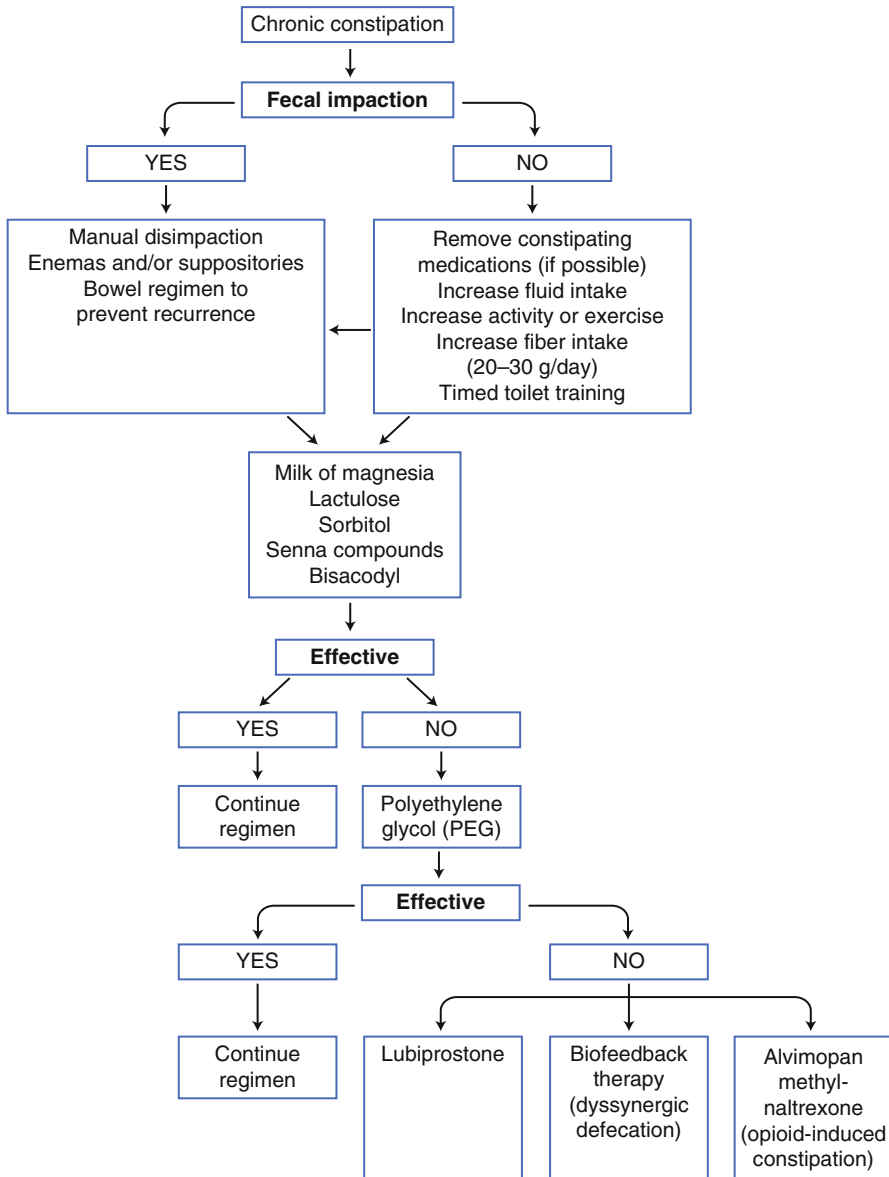 Chronic constipation
Fecal impaction
YES
NO
Manual disimpaction
Enemas and/or suppositories
Bowel regimen to
prevent recurrence
Remove constipating
medications (if possible)
Increase fluid intake
Increase activity or exercise
Increase fiber intake
(20–30 g/day)
Timed toilet training
Milk of magnesia
Lactulose
Sorbitol
Senna compounds
Bisacodyl
Effective
YES
NO
Continue
regimen
Polyethylene
glycol (PEG)
Effective
YES
NO
Continue
regimen
Lubiprostone
Biofeedback
therapy
(dyssynergic
defecation)
Alvimopan
methyl-
naltrexone
(opioid-induced
constipation)